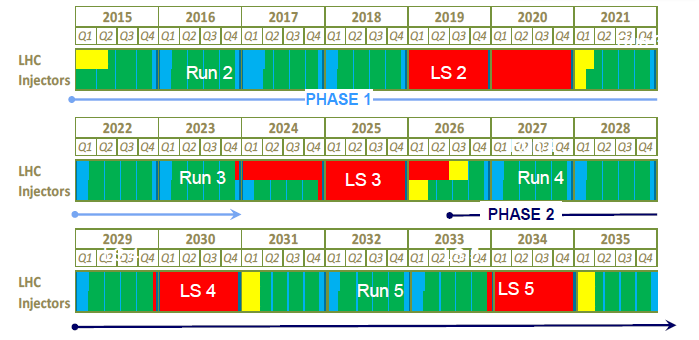 2015 2016 2017 2018 2019 2020 2021
Q1 Q2 Q3 Q4 Q1 Q2 Q3 Q4 Q1 Q2 Q3 Q4 Q1 Q2 Q3 Q4 Q1 Q2 Q3 Q4 Q1 Q2 Q3 Q4 Q1 Q2 Q3 Q4
LHC
Run 2 LS 2
Injectors
PHASE 1
2022 2023 2024 2025 2026 2027 2028
Q1 Q2 Q3 Q4 Q1 Q2 Q3 Q4 Q1 Q2 Q3 Q4 Q1 Q2 Q3 Q4 Q1 Q2 Q3 Q4 Q1 Q4 Q1 Q2 Q3 Q4
LHC
Run 3 LS 3 Run 4
Injectors
PHASE 2
2029 2030 2031 2032 2033 2034 2035
Q1 Q4 Q1 Q2 Q3 Q4 Q1 Q2 Q3 Q4 Q1 Q2 Q3 Q4 Q1 Q4 Q1 Q2 Q3 Q4 Q1 Q2 Q3 Q4
LHC
LS 4 Run 5 LS 5
Injectors